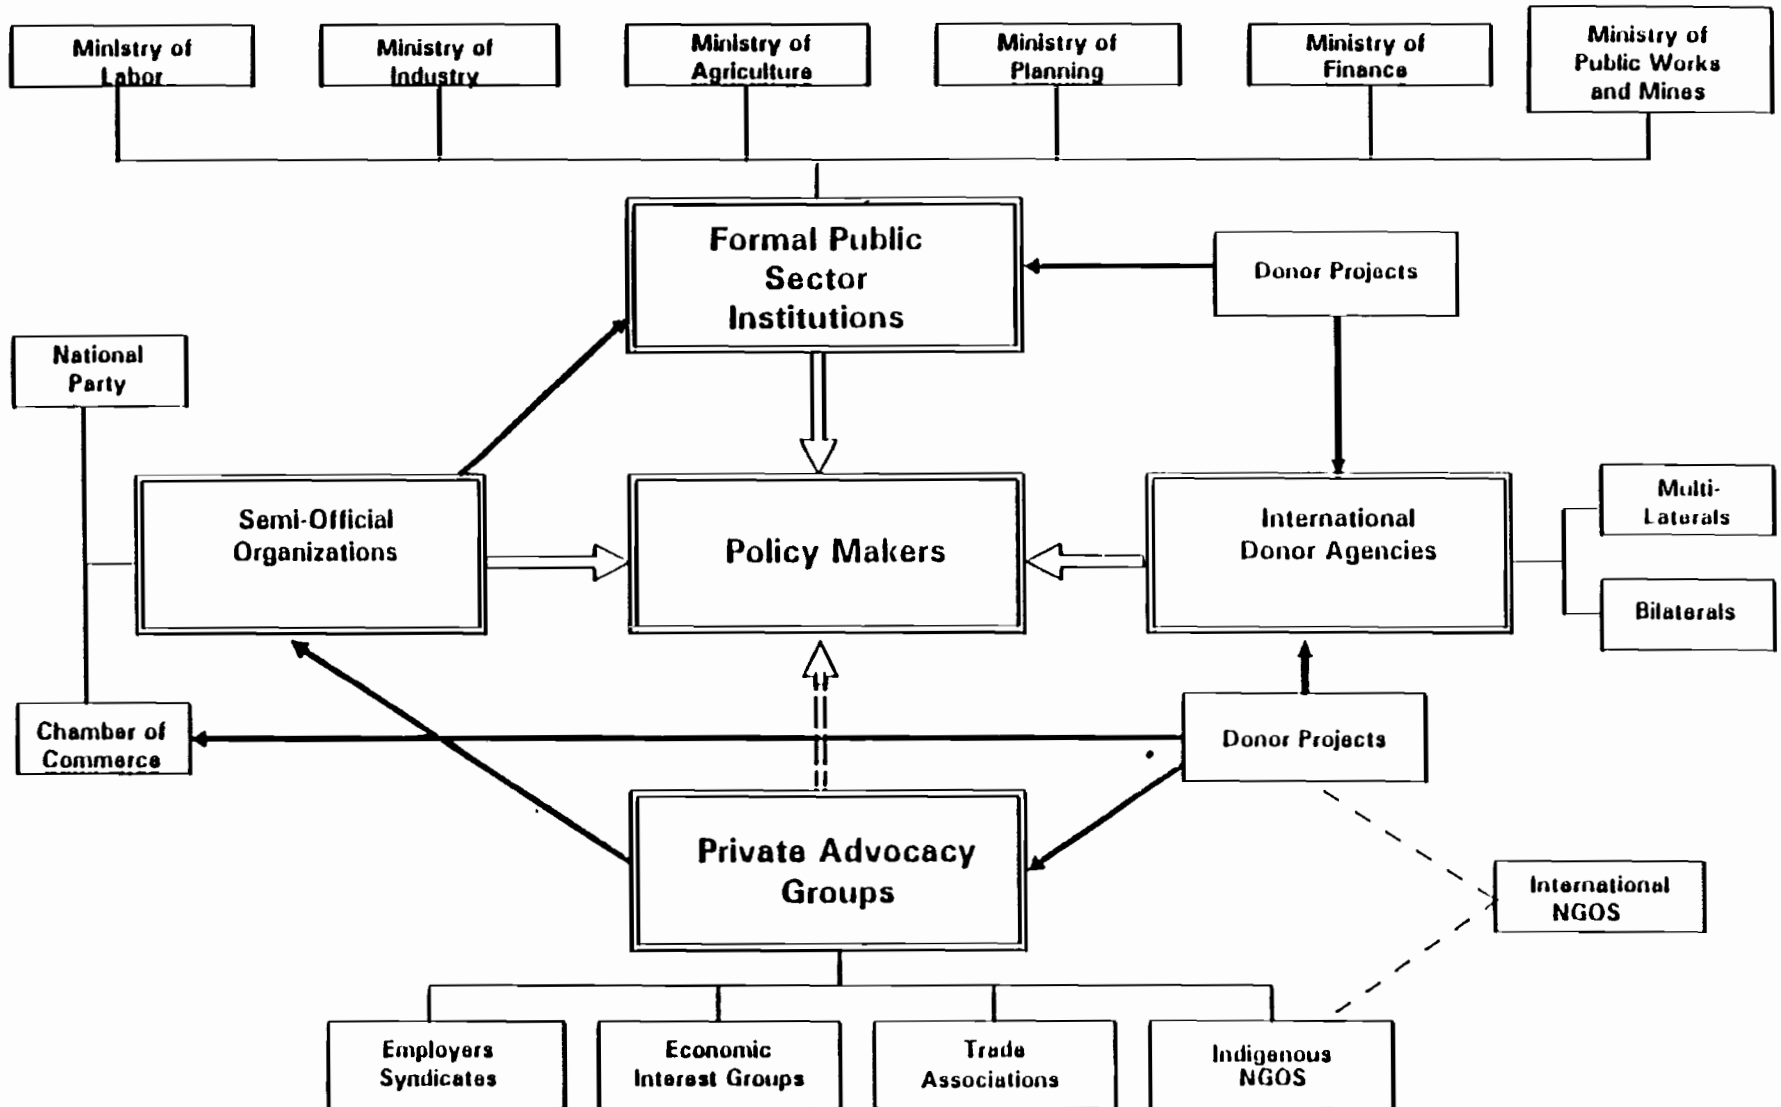 Ministry of
Labor
Ministry of
Industry
Ministry of
Agriculture
Ministry of
Planning
Ministry of
Finance
Ministry of
Public Works
and Mines
Formal Public
Sector
Institutions
Donor Projects
National
Party
Semi-Official
Organizations
Policy Makers
International
Donor Agencies
Multi-
Laterals
Bilaterals
Chamber of
Commerce
Donor Projects
Private Advocacy
Groups
International
NGOS
Employers
Syndicates
Economic
Interest Groups
Trade
Associations
Indigenous
NGOS